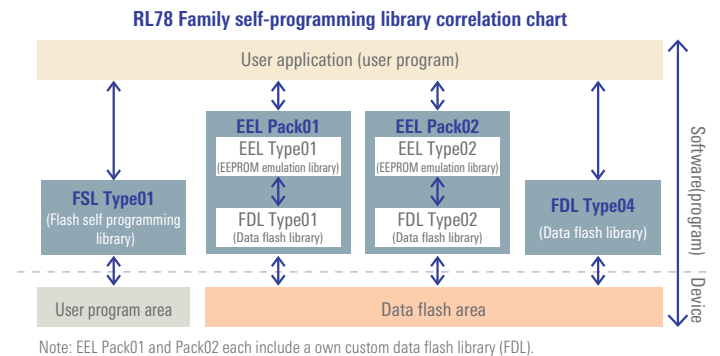 RL78 Family self-programming library correlation chart
User application (user program)
EEL Pack01
EEL Type01
(EEPROM emulation library)
FDL Type01
(Data flash library)
EEL Pack02
EEL Type02
(EEPROM emulation library)
FDL Type02
(Data flash library)
FSL Type01
(Flash self programming
library)
FDL Type04
(Data flash library)
Software(program)
Device
User program area
Data flash area
Note: EEL Pack01 and Pack02 each include a own custom data flash library (FDL).